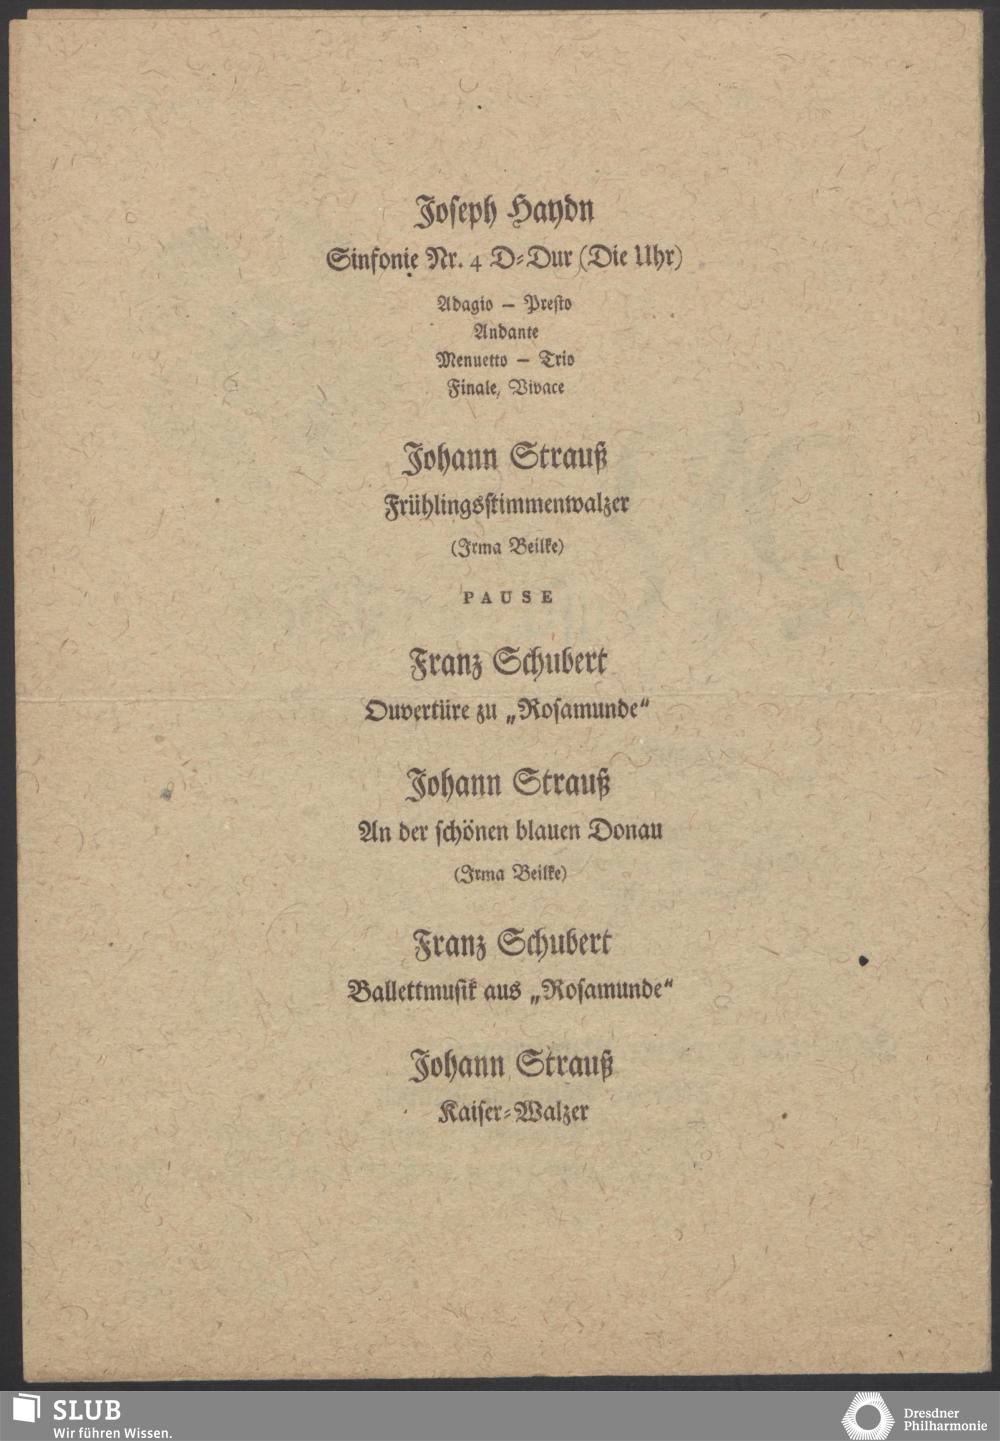 Joseph Haydn
Sinfonie Nr. 4 D-Dur (Die Uhr)
Adagio — Presto
Andante
Menuetto — Trio
Finale, Vivace
Johann Strauß
Frühlingsstimmenwalzer
(Irma Beilke)
PAUSE
Franz Schubert
Ouvertüre zu „Rosamunde“
Johann Strauß
An der schönen blauen Donau
(Irma Beilke)
Franz Schubert
Ballettmusik aus „Rosamunde“
Johann Strauß
Kaiser-Walzer
SLUB
Wir führen Wissen.
Dresdner
Philharmonie